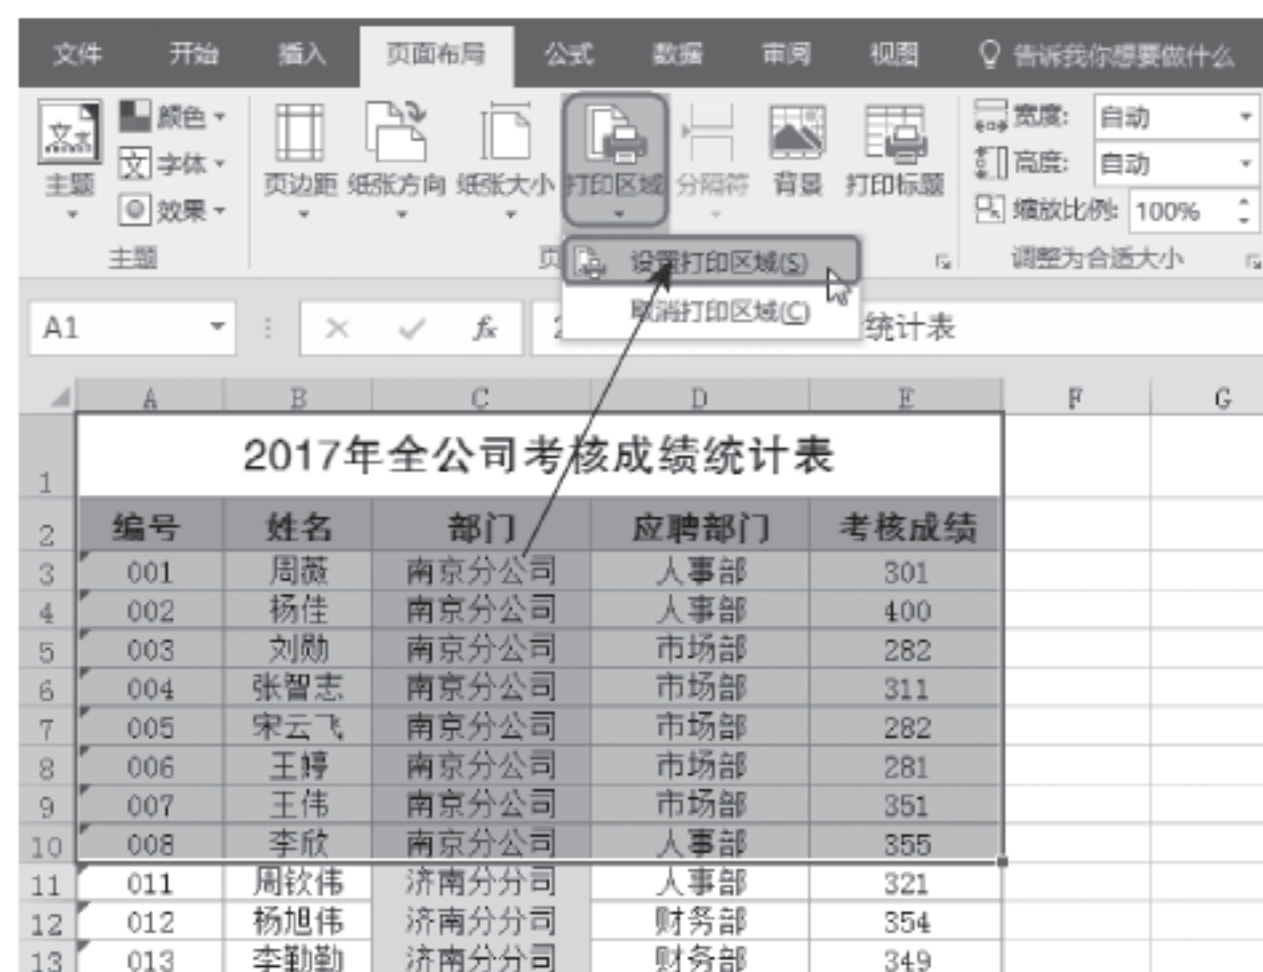 文件 开始 插入 页面布局 公式 数据 审阅 视图 告诉我你想要做什么
颜色 宽度: 自动
文 字体 高度: 自动
主题 页边距 纸张方向 纸张大小 打印区域 分隔符 背景 打印标题
效果 缩放比例: 100%
主题 页 设置打印区域(S) 调整为合适大小
取消打印区域(C)
A1 fx 2 统计表
A B C D E F G
1 2017年全公司考核成绩统计表
2 编号 姓名 部门 应聘部门 考核成绩
3 001 周薇 南京分公司 人事部 301
4 002 杨佳 南京分公司 人事部 400
5 003 刘勋 南京分公司 市场部 282
6 004 张智志 南京分公司 市场部 311
7 005 宋云飞 南京分公司 市场部 282
8 006 王婷 南京分公司 市场部 281
9 007 王伟 南京分公司 市场部 351
10 008 李欣 南京分公司 人事部 355
11 011 周钦伟 济南分分司 人事部 321
12 012 杨旭伟 济南分分司 财务部 354
13 013 李勤勤 济南分分司 财务部 349